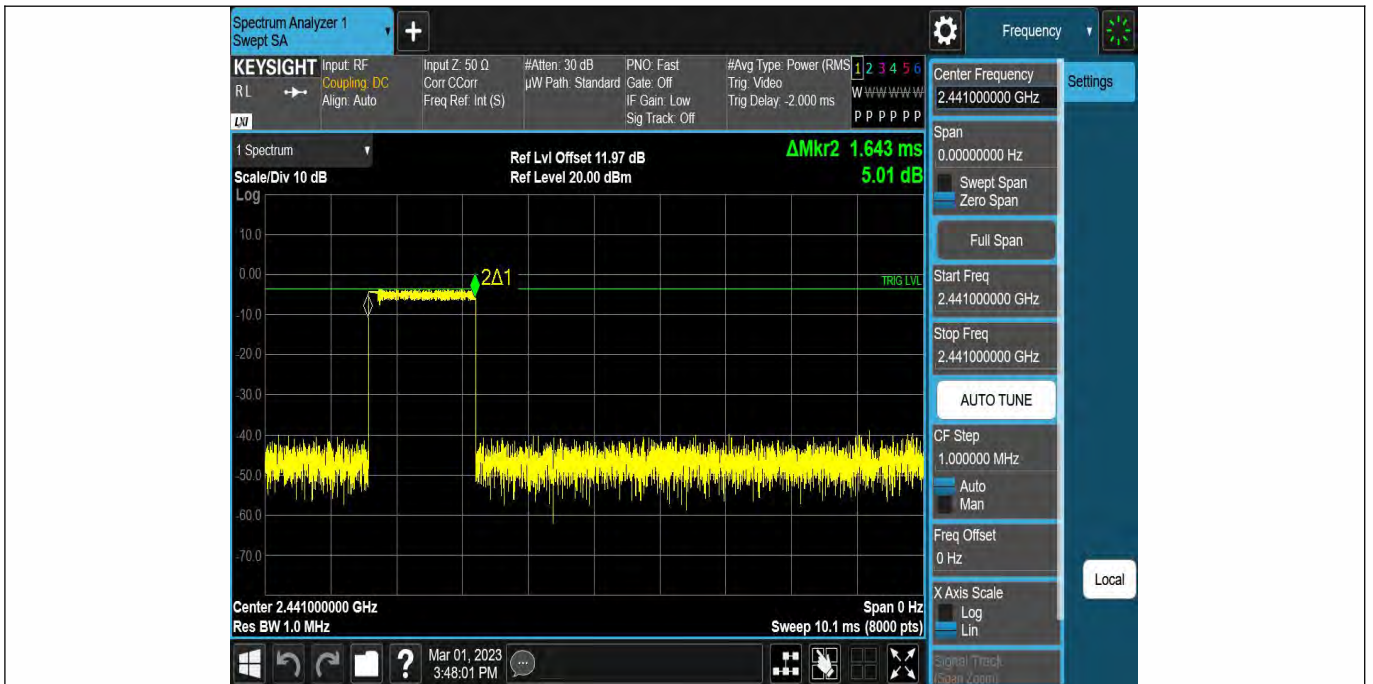 Spectrum Analyzer 1
Swept SA
Frequency
KEYSIGHT
RL
LXI
Input: RF
Coupling: DC
Align: Auto
Input Z: 50 Ω
Corr CCorr
Freq Ref: Int (S)
#Atten: 30 dB
µW Path: Standard
PNO: Fast
Gate: Off
IF Gain: Low
Sig Track: Off
#Avg Type: Power (RMS
Trig: Video
Trig Delay: -2.000 ms
1 2 3 4 5 6
W W W W W W
P P P P P P
1 Spectrum
Scale/Div 10 dB
Log
Ref Lvl Offset 11.97 dB
Ref Level 20.00 dBm
ΔMkr2 1.643 ms
5.01 dB
10.0
0.00
-10.0
-20.0
-30.0
-40.0
-50.0
-60.0
-70.0
2Δ1
TRIG LVL
Center 2.441000000 GHz
Res BW 1.0 MHz
Span 0 Hz
Sweep 10.1 ms (8000 pts)
Mar 01, 2023
3:48:01 PM
Center Frequency
2.441000000 GHz
Settings
Span
0.00000000 Hz
Swept Span
Zero Span
Full Span
Start Freq
2.441000000 GHz
Stop Freq
2.441000000 GHz
AUTO TUNE
CF Step
1.000000 MHz
Auto
Man
Freq Offset
0 Hz
X Axis Scale
Log
Lin
Local
Signal Track
(Span Zoom)